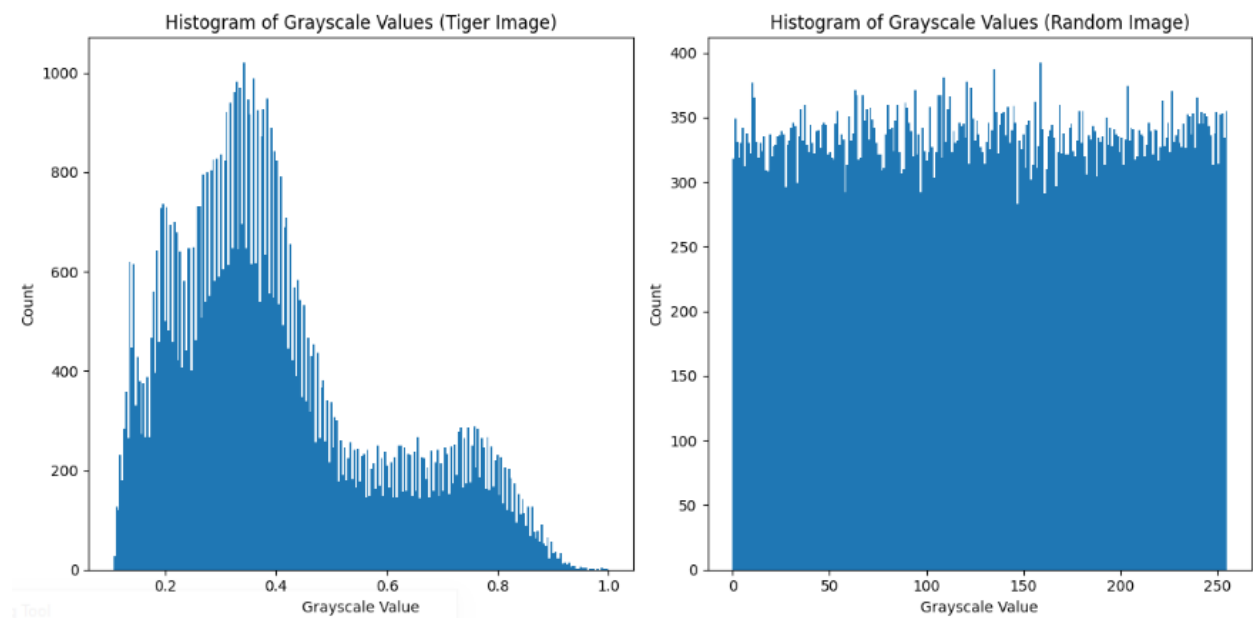 Histogram of Grayscale Values (Tiger Image)
1000
800
600
400
200
0
Count
0.2 0.4 0.6 0.8 1.0
Grayscale Value
Histogram of Grayscale Values (Random Image)
400
350
300
250
200
150
100
50
0
Count
0 50 100 150 200 250
Grayscale Value
Tool